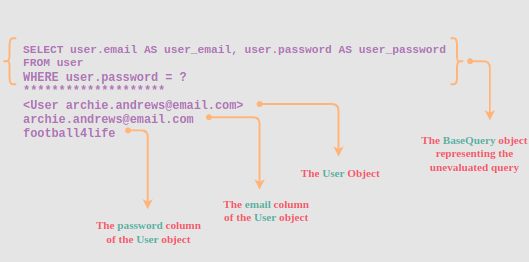 SELECT user.email AS user_email, user.password AS user_password
FROM user
WHERE user.password = ?
********************
<User archie.andrews@email.com>
archie.andrews@email.com
football4life
The BaseQuery object
representing the
unevaluated query
The User Object
The email column
of the User object
The password column
of the User object